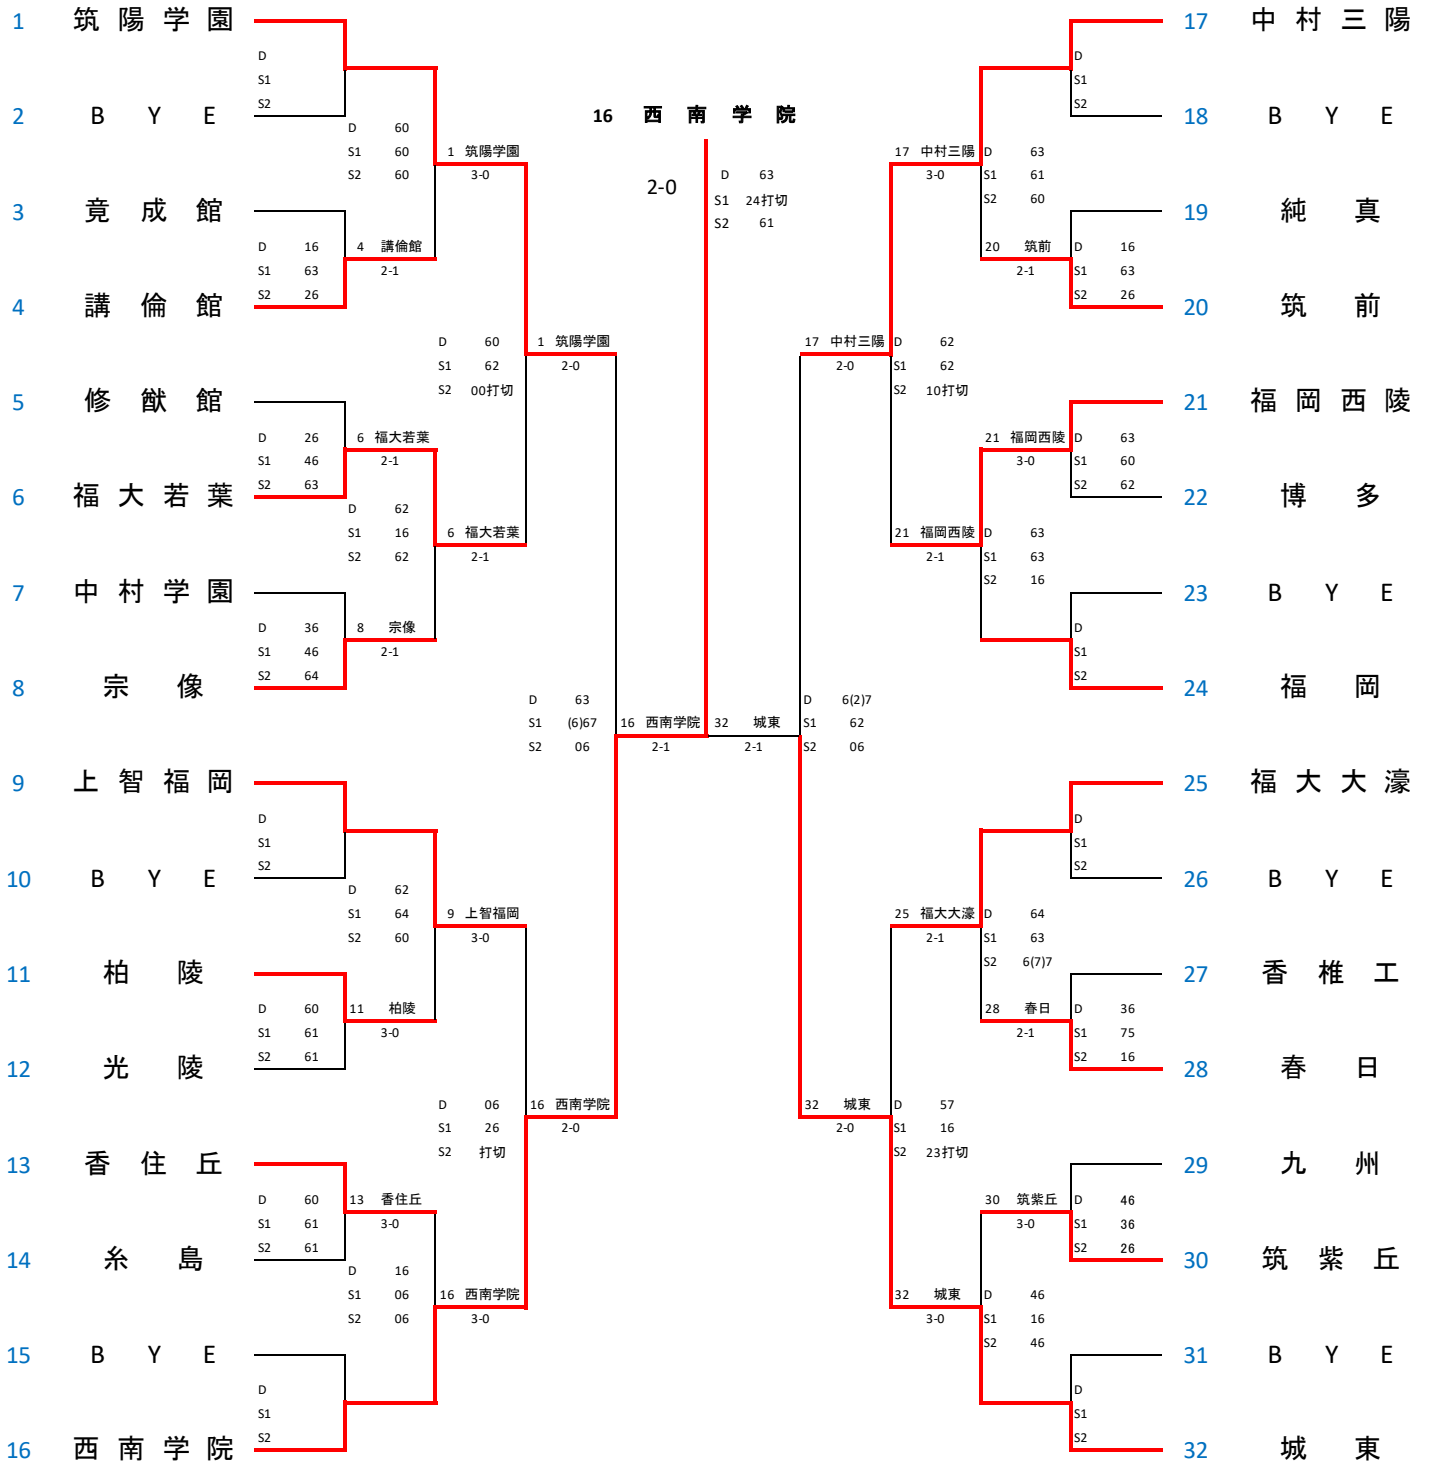 1 筑陽学園
D
S1
S2
2 BYE
D 60
S1 60
S2 60
1 筑陽学園
3-0
3 竟成館
D 16
S1 63
S2 26
4 講倫館
2-1
4 講倫館
D 60
S1 62
S2 00打切
1 筑陽学園
2-0
5 修猷館
D 26
S1 46
S2 63
6 福大若葉
2-1
6 福大若葉
D 62
S1 16
S2 62
6 福大若葉
2-1
7 中村学園
D 36
S1 46
S2 64
8 宗像
2-1
8 宗像
D 63
S1 (6)67
S2 06
16 西南学院
2-1
9 上智福岡
D
S1
S2
10 BYE
D 62
S1 64
S2 60
9 上智福岡
3-0
11 柏陵
D 60
S1 61
S2 61
11 柏陵
3-0
12 光陵
D 06
S1 26
S2 打切
16 西南学院
2-0
13 香住丘
D 60
S1 61
S2 61
13 香住丘
3-0
14 糸島
D 16
S1 06
S2 06
16 西南学院
3-0
15 BYE
D
S1
S2
16 西南学院
16 西南学院
2-0
D 63
S1 24打切
S2 61
17 中村三陽
D
S1
S2
18 BYE
17 中村三陽
3-0
D 63
S1 61
S2 60
19 純真
20 筑前
2-1
D 16
S1 63
S2 26
20 筑前
17 中村三陽
2-0
D 62
S1 62
S2 10打切
21 福岡西陵
21 福岡西陵
3-0
D 63
S1 60
S2 62
22 博多
21 福岡西陵
2-1
D 63
S1 63
S2 16
23 BYE
D
S1
S2
24 福岡
32 城東
2-1
D 6(2)7
S1 62
S2 06
25 福大大濠
D
S1
S2
26 BYE
25 福大大濠
2-1
D 64
S1 63
S2 6(7)7
27 香椎工
28 春日
2-1
D 36
S1 75
S2 16
28 春日
32 城東
2-0
D 57
S1 16
S2 23打切
29 九州
30 筑紫丘
3-0
D 46
S1 36
S2 26
30 筑紫丘
32 城東
3-0
D 46
S1 16
S2 46
31 BYE
D
S1
S2
32 城東